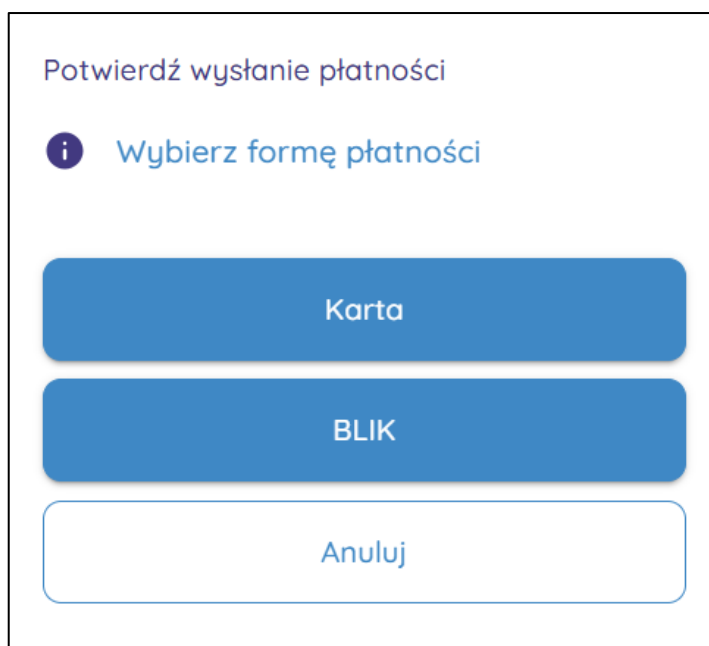 Potwierdź wysłanie płatności
Wybierz formę płatności
Karta
BLIK
Anuluj